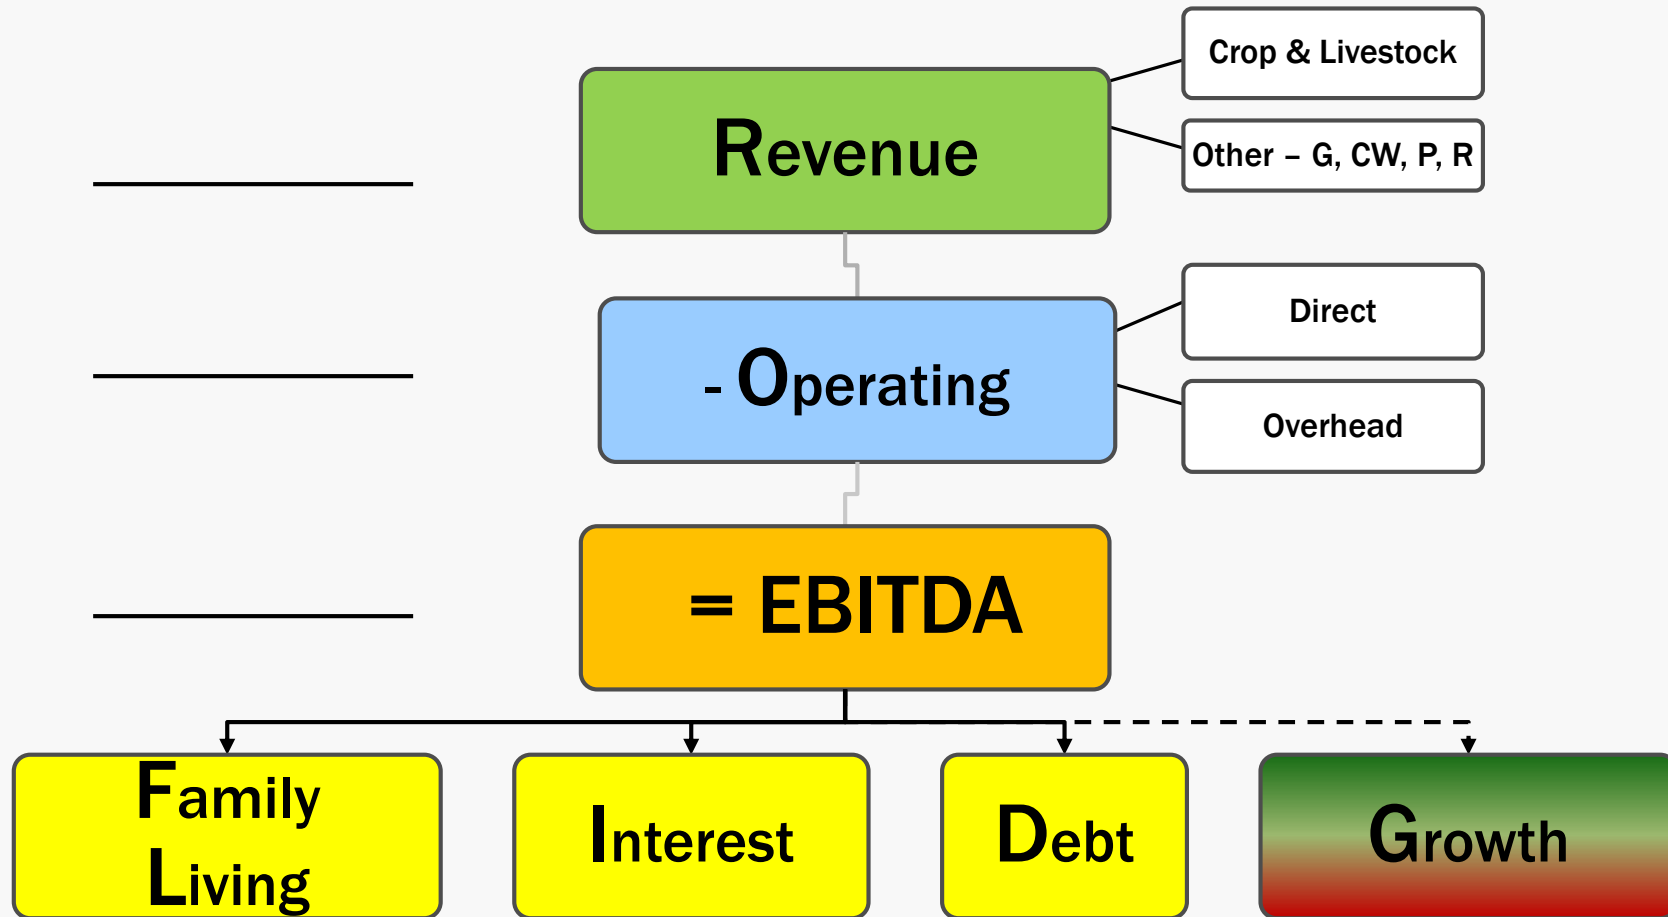 Crop & Livestock
Revenue
Other – G, CW, P, R
Direct
- Operating
Overhead
= EBITDA
Family
Living
Interest
Debt
Growth